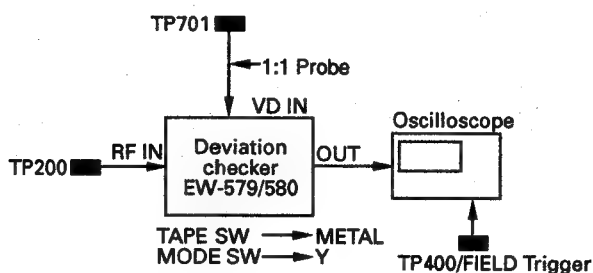 TP701
1:1 Probe
VD IN
Oscilloscope
TP200
RF IN
Deviation
checker
EW-579/580
OUT
TAPE SW → METAL
MODE SW → Y
TP400/FIELD Trigger